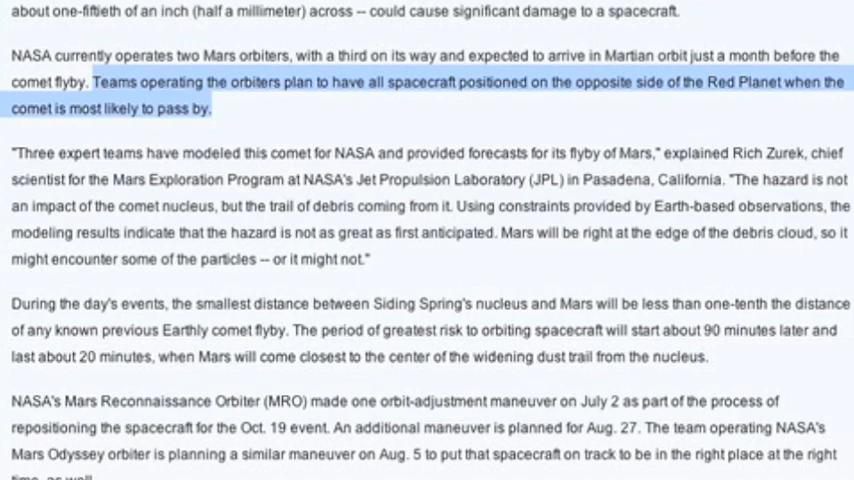 about one-fiftieth of an inch (half a millimeter) across -- could cause significant damage to a spacecraft.
NASA currently operates two Mars orbiters, with a third on its way and expected to arrive in Martian orbit just a month before the
comet flyby. Teams operating the orbiters plan to have all spacecraft positioned on the opposite side of the Red Planet when the
comet is most likely to pass by.
"Three expert teams have modeled this comet for NASA and provided forecasts for its flyby of Mars," explained Rich Zurek, chief
scientist for the Mars Exploration Program at NASA's Jet Propulsion Laboratory (JPL) in Pasadena, California. "The hazard is not
an impact of the comet nucleus, but the trail of debris coming from it. Using constraints provided by Earth-based observations, the
modeling results indicate that the hazard is not as great as first anticipated. Mars will be right at the edge of the debris cloud, so it
might encounter some of the particles -- or it might not."
During the day's events, the smallest distance between Siding Spring's nucleus and Mars will be less than one-tenth the distance
of any known previous Earthly comet flyby. The period of greatest risk to orbiting spacecraft will start about 90 minutes later and
last about 20 minutes, when Mars will come closest to the center of the widening dust trail from the nucleus.
NASA's Mars Reconnaissance Orbiter (MRO) made one orbit-adjustment maneuver on July 2 as part of the process of
repositioning the spacecraft for the Oct. 19 event. An additional maneuver is planned for Aug. 27. The team operating NASA's
Mars Odyssey orbiter is planning a similar maneuver on Aug. 5 to put that spacecraft on track to be in the right place at the right
time, as well.